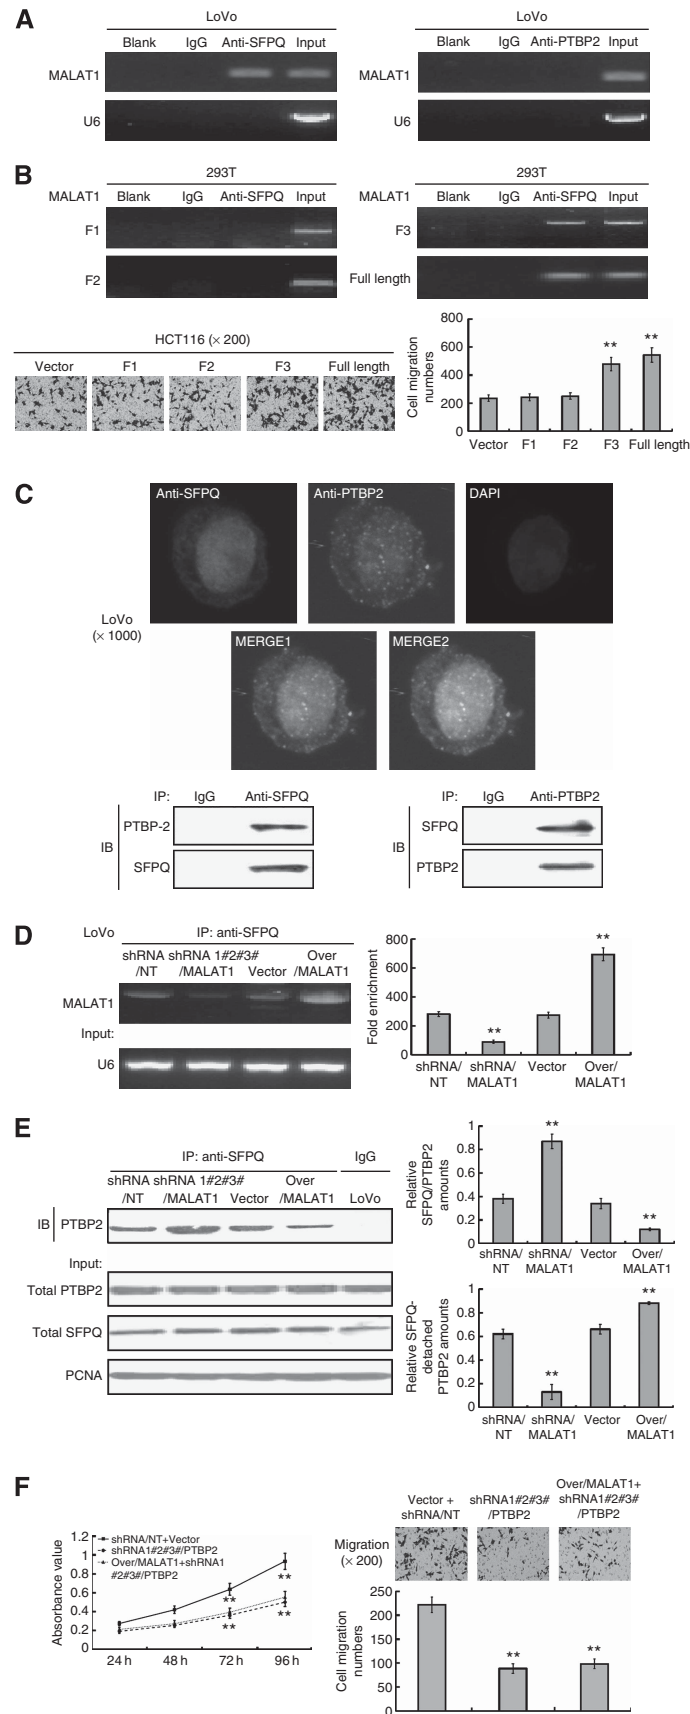 A
LoVo
Blank IgG Anti-SFPQ Input
MALAT1
U6
LoVo
Blank IgG Anti-PTBP2 Input
MALAT1
U6
B
293T
MALAT1 Blank IgG Anti-SFPQ Input
F1
F2
293T
MALAT1 Blank IgG Anti-SFPQ Input
F3
Full length
HCT116 (× 200)
Vector F1 F2 F3 Full length
Cell migration
numbers
800
600
400
200
0
** **
Vector F1 F2 F3 Full length
C
Anti-SFPQ Anti-PTBP2 DAPI
LoVo
(× 1000)
MERGE1 MERGE2
IP: IgG Anti-SFPQ
IB
PTBP-2
SFPQ
IP: IgG Anti-PTBP2
IB
SFPQ
PTBP2
D
LoVo IP: anti-SFPQ
shRNA shRNA 1#2#3# Over
/NT /MALAT1 Vector /MALAT1
MALAT1
Input:
U6
Fold enrichment
800
600
400
200
0
** **
shRNA/ shRNA/ Vector Over/
NT MALAT1 MALAT1
E
IP: anti-SFPQ IgG
shRNA shRNA 1#2#3# Over
/NT /MALAT1 Vector /MALAT1 LoVo
IB PTBP2
Input:
Total PTBP2
Total SFPQ
PCNA
Relative
SFPQ/PTBP2
amounts
1
0.8
0.6
0.4
0.2
0
** **
shRNA/ shRNA/ Vector Over/
NT MALAT1 MALAT1
Relative SFPQ-
detached
PTBP2 amounts
1
0.8
0.6
0.4
0.2
0
** **
shRNA/ shRNA/ Vector Over/
NT MALAT1 MALAT1
F
Absorbance value
1.2
1
0.8
0.6
0.4
0.2
0
shRNA/NT+Vector
shRNA1#2#3#/PTBP2
Over/MALAT1+shRNA1
#2#3#/PTBP2
** **
** **
24 h 48 h 72 h 96 h
Vector + shRNA1#2#3# Over/MALAT1+
shRNA/NT /PTBP2 shRNA1#2#3#
/PTBP2
Migration
(× 200)
Cell migration
numbers
250
200
150
100
50
0
** **